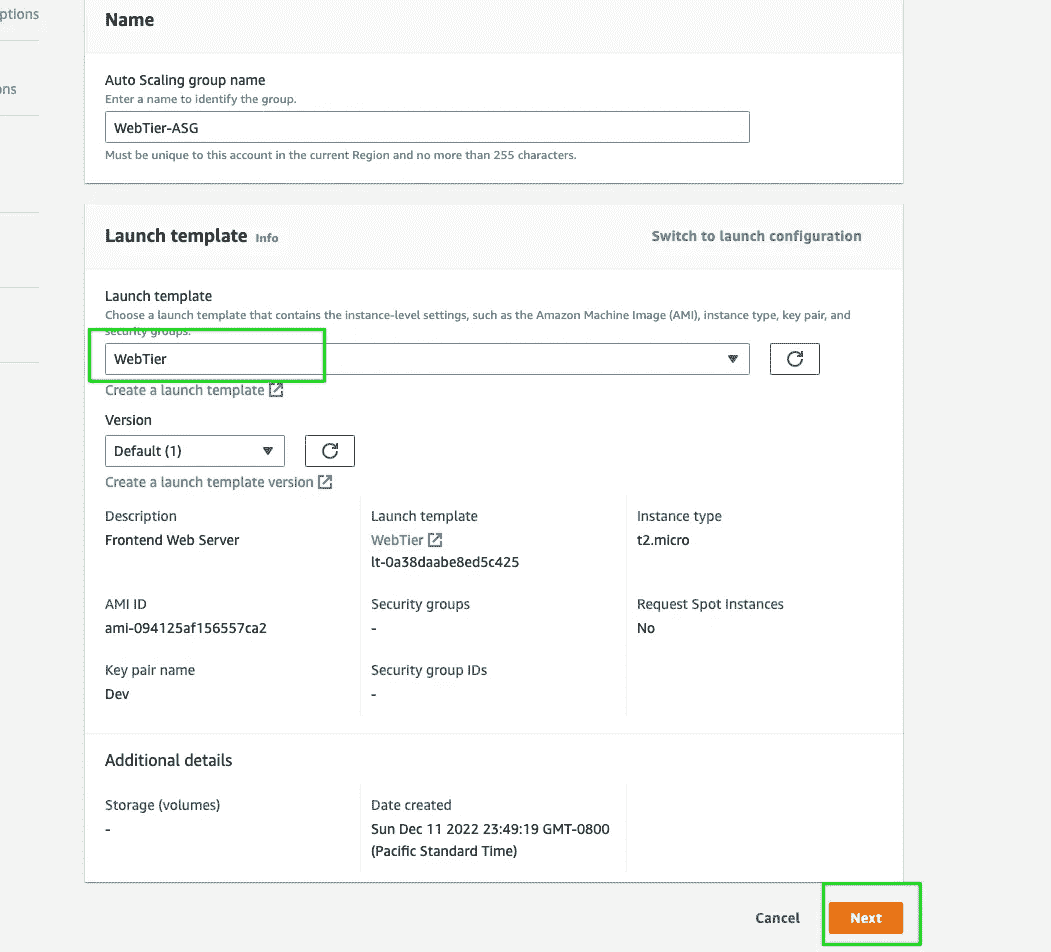 ptions
ons
Name
Auto Scaling group name
Enter a name to identify the group.
WebTier-ASG
Must be unique to this account in the current Region and no more than 255 characters.
Launch template Info
Switch to launch configuration
Launch template
Choose a launch template that contains the instance-level settings, such as the Amazon Machine Image (AMI), instance type, key pair, and
security groups.
WebTier
Create a launch template
Version
Default (1)
Create a launch template version
Description
Frontend Web Server
Launch template
WebTier
lt-0a38daabe8ed5c425
Instance type
t2.micro
AMI ID
ami-094125af156557ca2
Security groups
-
Request Spot Instances
No
Key pair name
Dev
Security group IDs
-
Additional details
Storage (volumes)
-
Date created
Sun Dec 11 2022 23:49:19 GMT-0800
(Pacific Standard Time)
Cancel
Next